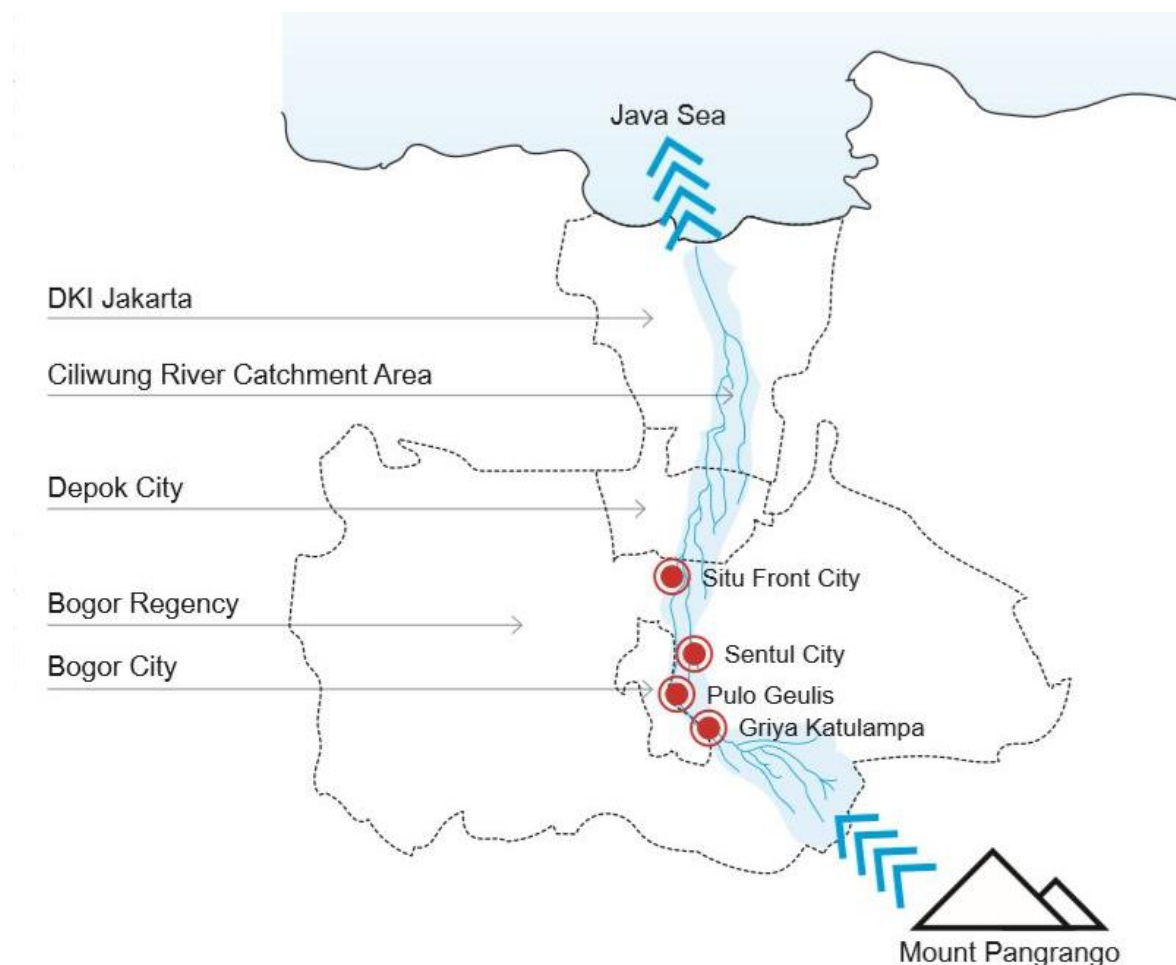 Java Sea
DKI Jakarta
Ciliwung River Catchment Area
Depok City
Situ Front City
Bogor Regency
Sentul City
Bogor City
Pulo Geulis
Griya Katulampa
Mount Pangrango